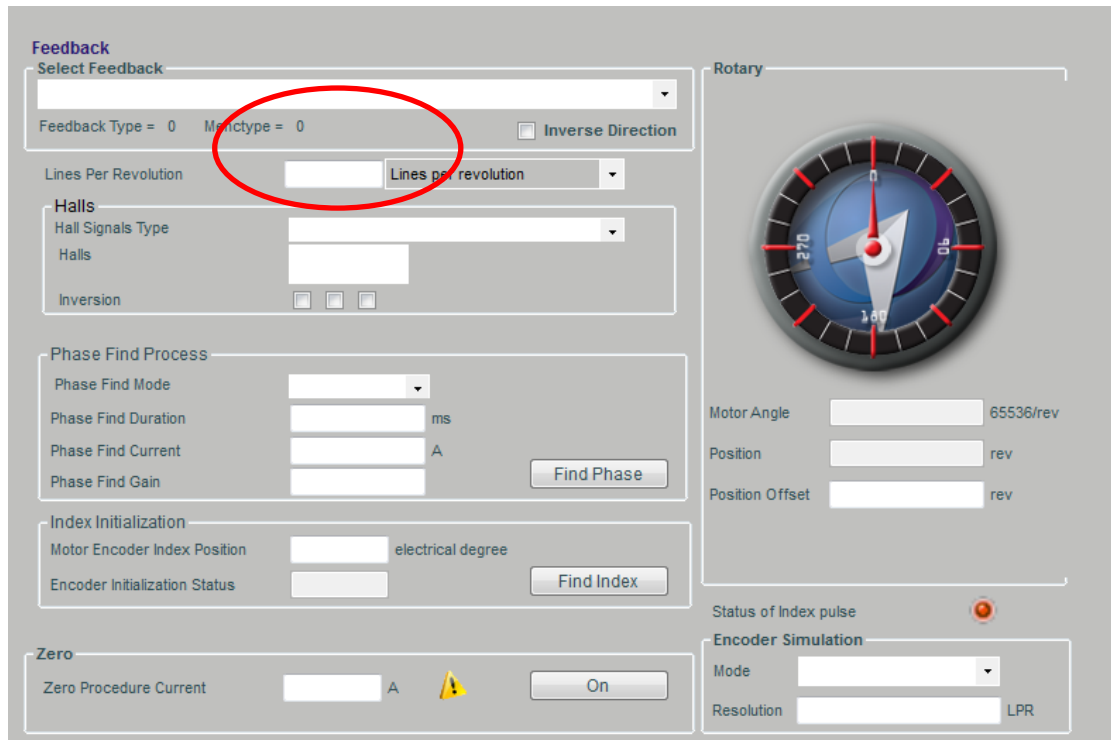 Feedback
Select Feedback
Feedback Type = 0 Menctype = 0
Inverse Direction
Lines Per Revolution Lines per revolution
Halls
Hall Signals Type
Halls
Inversion
Phase Find Process
Phase Find Mode
Phase Find Duration ms
Phase Find Current A
Phase Find Gain Find Phase
Index Initialization
Motor Encoder Index Position electrical degree
Encoder Initialization Status Find Index
Zero
Zero Procedure Current A On
Rotary
0
270 90
180
Motor Angle 65536/rev
Position rev
Position Offset rev
Status of Index pulse
Encoder Simulation
Mode
Resolution LPR